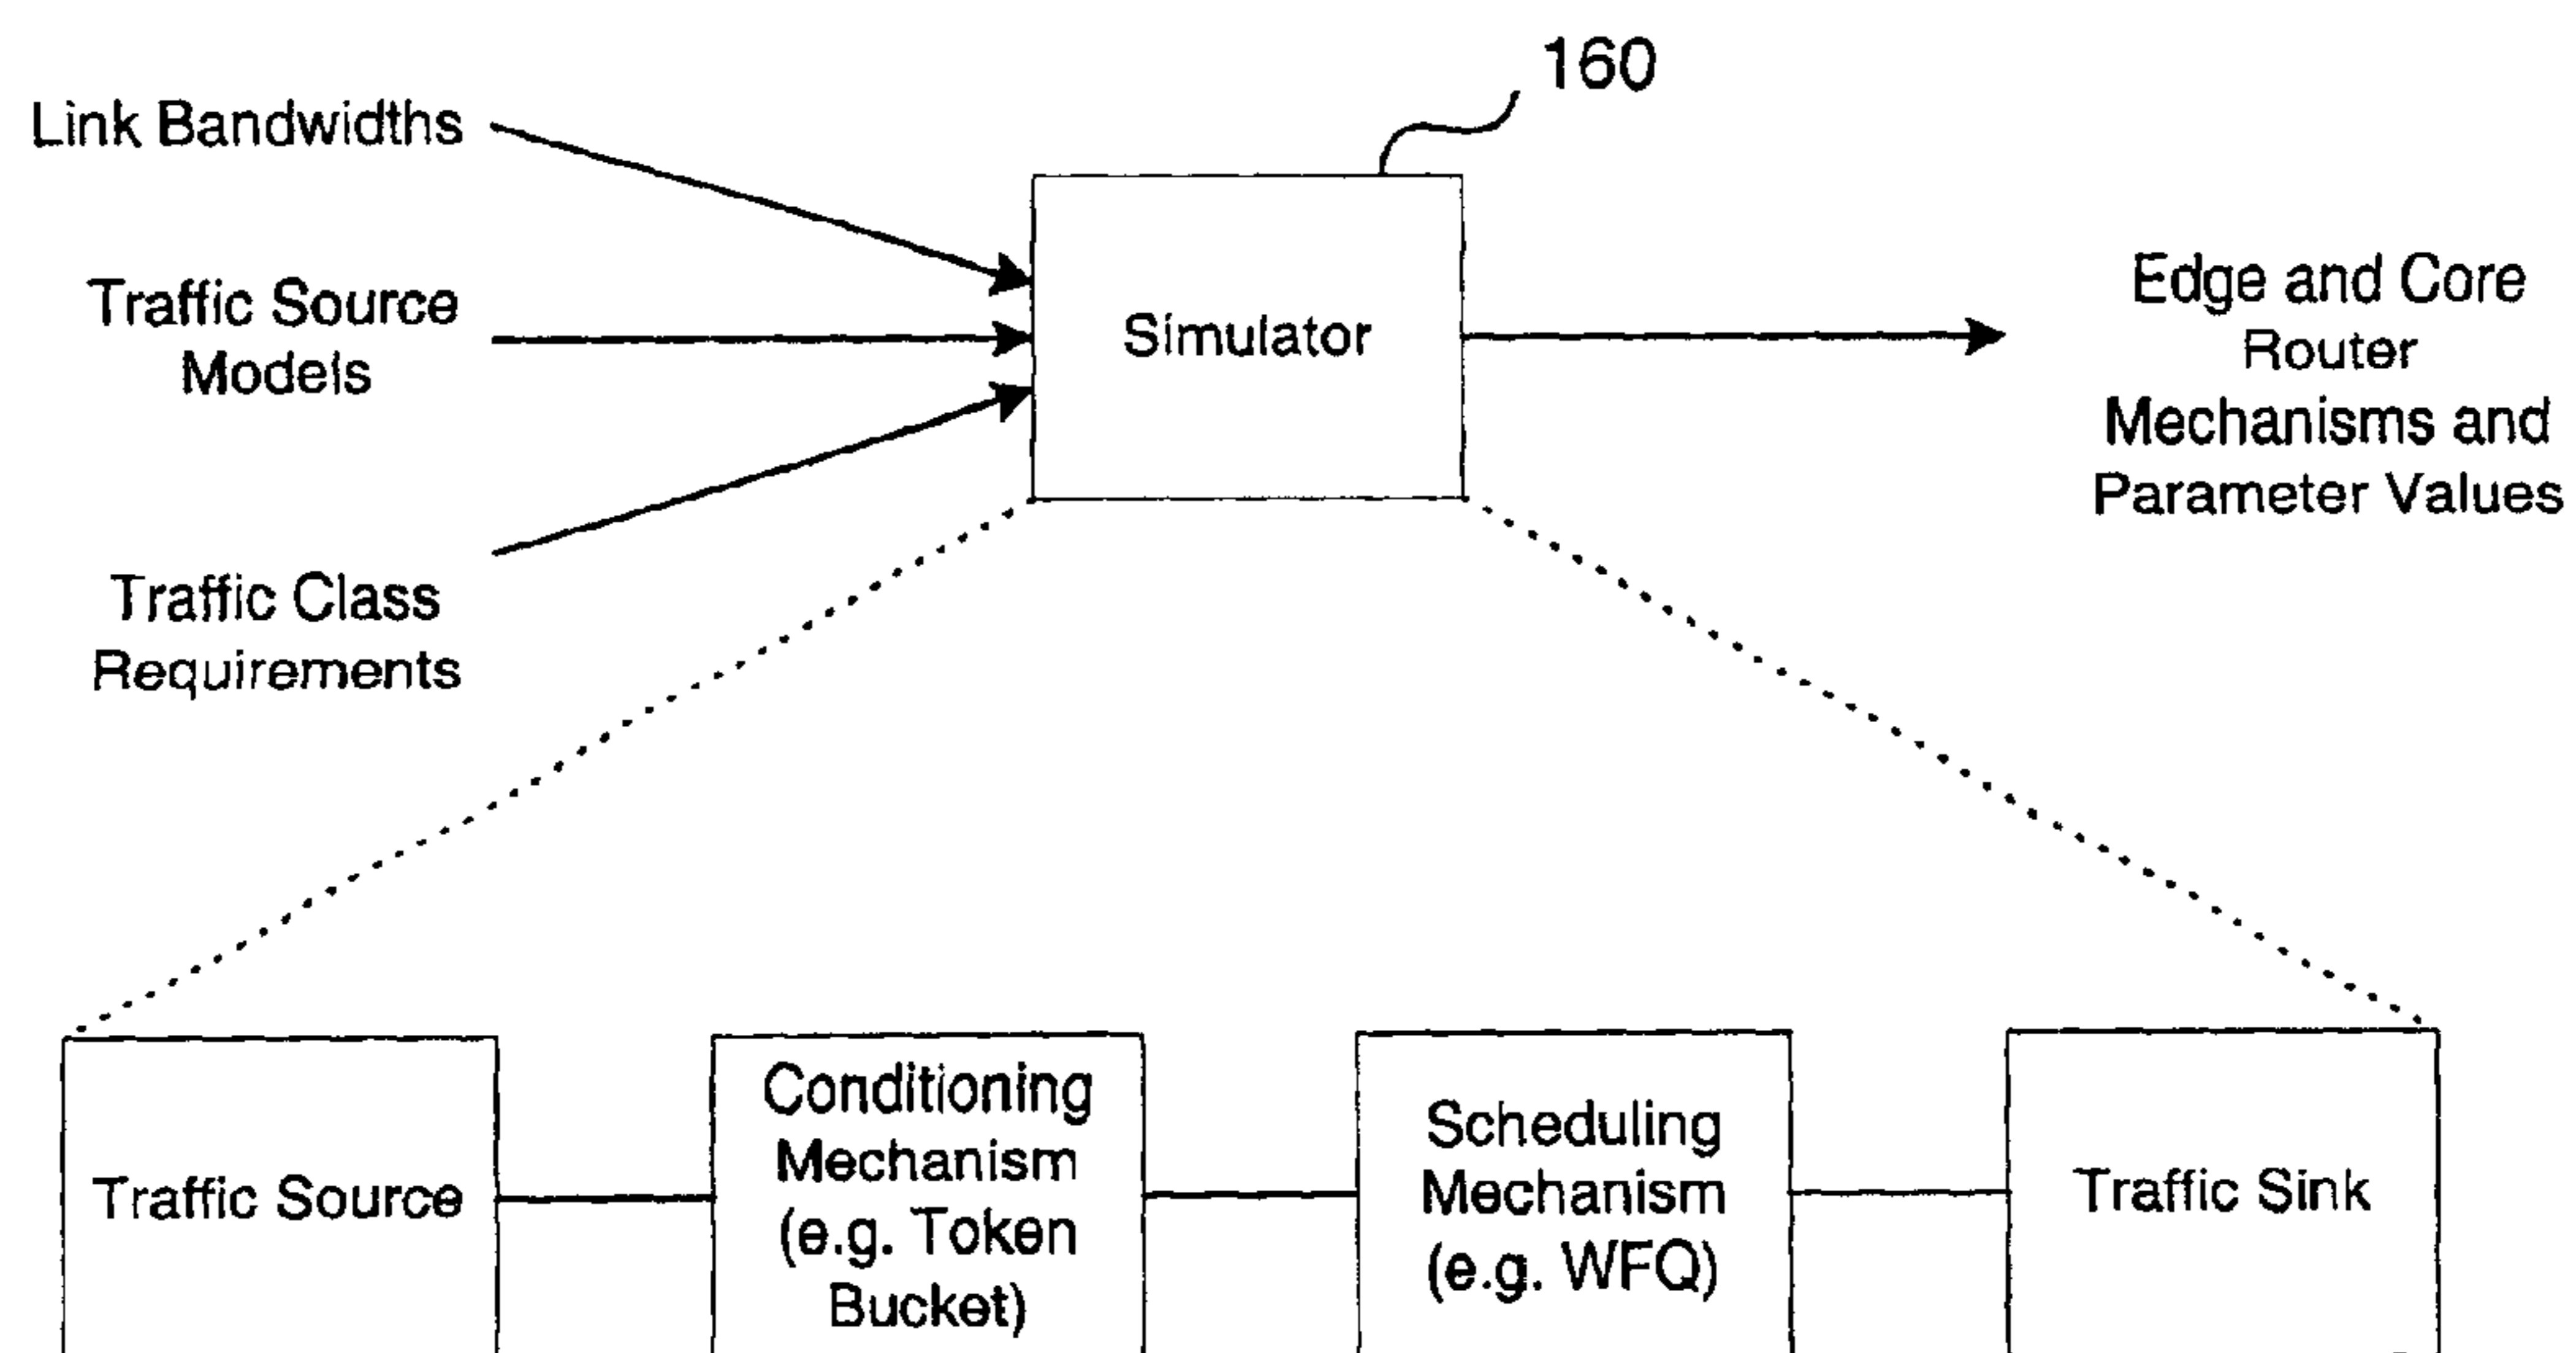 160
Link Bandwidths
Traffic Source
Models
Traffic Class
Requirements
Simulator
Edge and Core
Router
Mechanisms and
Parameter Values
Traffic Source
Conditioning
Mechanism
(e.g. Token
Bucket)
Scheduling
Mechanism
(e.g. WFQ)
Traffic Sink